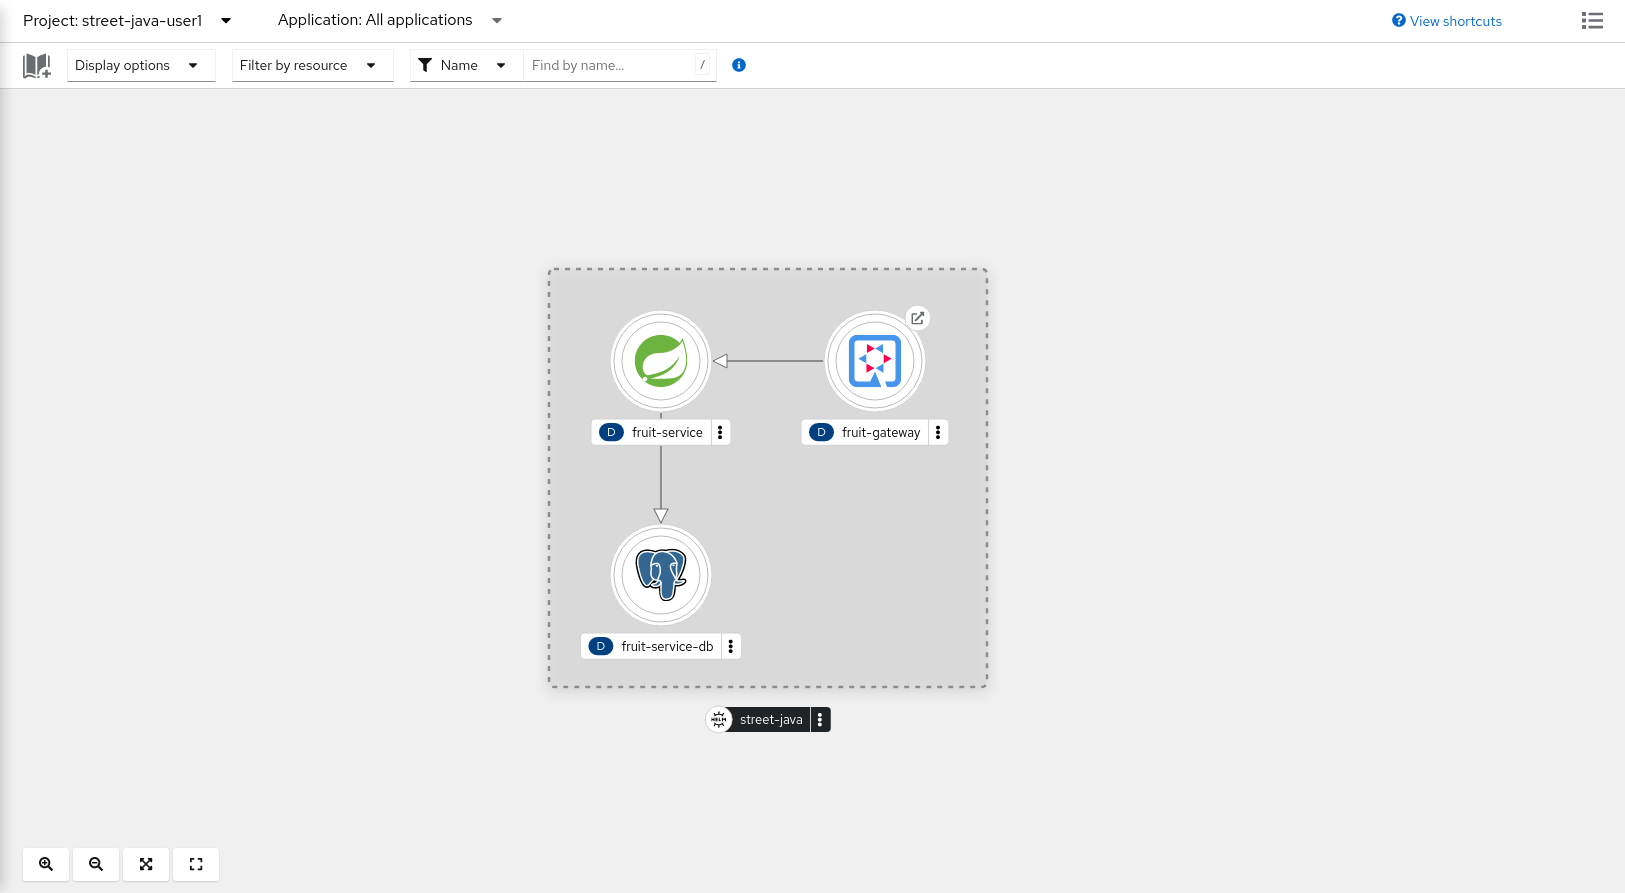 Project: street-java-user1 Application: All applications View shortcuts
Display options Filter by resource Name Find by name... /
D fruit-service D fruit-gateway
D fruit-service-db
HELM street-java